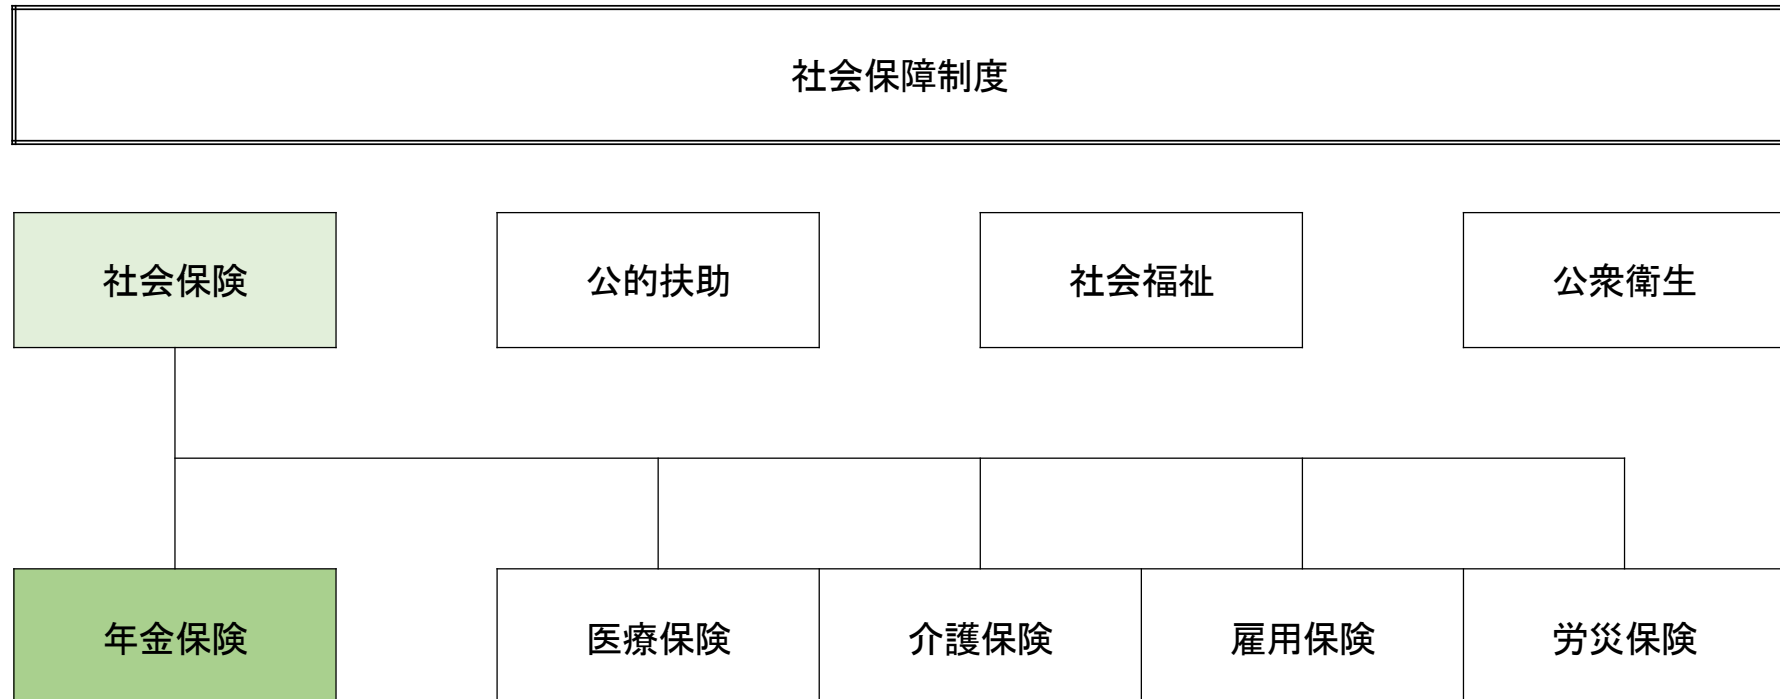 社会保障制度
社会保険
公的扶助
社会福祉
公衆衛生
年金保険
医療保険
介護保険
雇用保険
労災保険